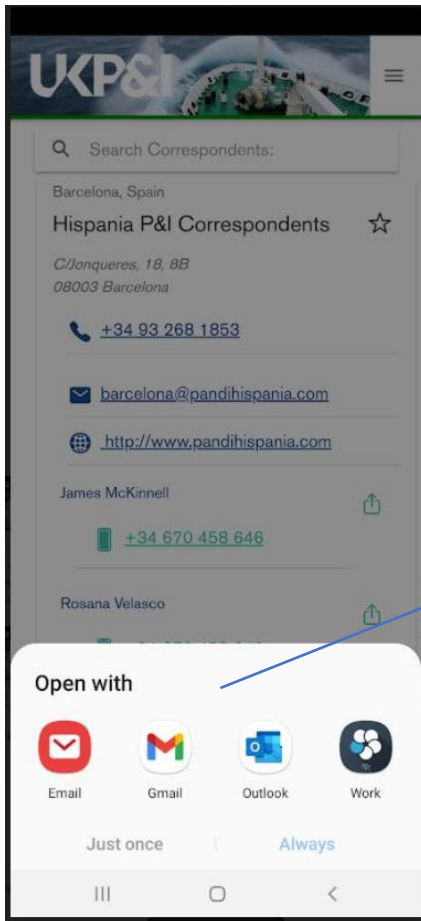 UKP&I
Search Correspondents:
Barcelona, Spain
Hispania P&I Correspondents
C/Jonqueres, 18, 8B
08003 Barcelona
+34 93 268 1853
barcelona@pandihispania.com
http://www.pandihispania.com
James McKinnell
+34 670 458 646
Rosana Velasco
Open with
Email Gmail Outlook Work
Just once Always